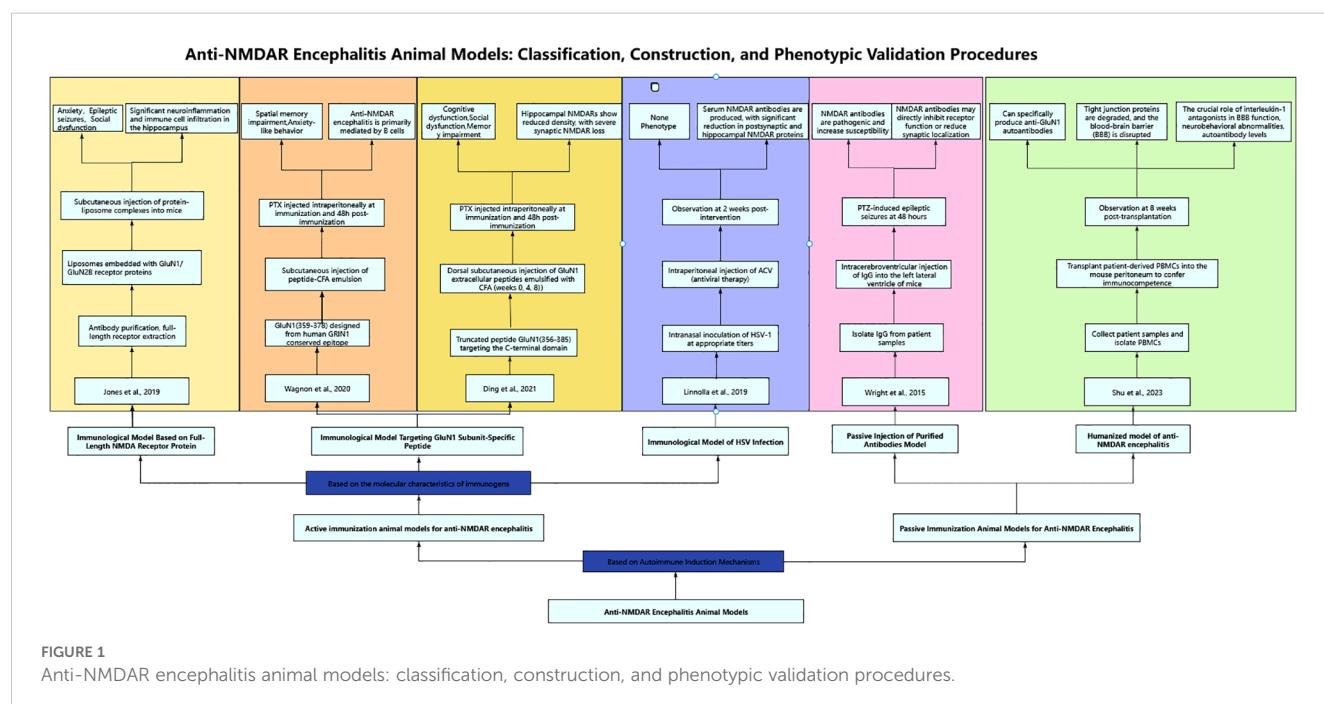 Anti-NMDAR Encephalitis Animal Models: Classification, Construction, and Phenotypic Validation Procedures
Anxiety, Epileptic
seizures, Social
dysfunction
Significant neuroinflammation
and immune cell infiltration
in the hippocampus
Subcutaneous injection of protein-
liposome complexes into mice
Liposomes embedded with GluN1/
GluN2B receptor proteins
Antibody purification, full-
length receptor extraction
Jones et al., 2019
Spatial memory
impairment,Anxiety-
like behavior
Anti-NMDAR
encephalitis is primarily
mediated by B cells
PTX injected intraperitoneally at
immunization and 48h post-
immunization
Subcutaneous injection of
peptide-CFA emulsion
GluN1(359-378) designed
from human GRIN1
conserved epitope
Wagnon et al., 2020
Cognitive
dysfunction,Social
dysfunction,Memor
y impairment
Hippocampal NMDARs show
reduced density, with severe
synaptic NMDAR loss
PTX injected intraperitoneally at
immunization and 48h post-
immunization
Dorsal subcutaneous injection of GluN1
extracellular peptides emulsified with
CFA (weeks 0, 4, 8))
Truncated peptide GluN1(356-385)
targeting the C-terminal domain
Ding et al., 2021
None
Phenotype
Serum NMDAR antibodies are
produced, with significant
reduction in postsynaptic and
hippocampal NMDAR proteins
Observation at 2 weeks post-
intervention
Intraperitoneal injection of ACV
(antiviral therapy)
Intranasal inoculation of HSV-1
at appropriate titers
Linnolla et al., 2019
NMDAR antibodies
are pathogenic and
increase susceptibility
NMDAR antibodies may
directly inhibit receptor
function or reduce
synaptic localization
PTZ-induced epileptic
seizures at 48 hours
Intracerebroventricular injection
of IgG into the left lateral
ventricle of mice
Isolate IgG from patient
samples
Wright et al., 2015
Can specifically
produce anti-GluN1
autoantibodies
Tight junction proteins
are degraded, and the
blood-brain barrier
(BBB) is disrupted
The crucial role of interleukin-1
antagonists in BBB function,
neurobehavioral abnormalities,
autoantibody levels
Observation at 8 weeks
post-transplantation
Transplant patient-derived PBMCs into the
mouse peritoneum to confer
immunocompetence
Collect patient samples and
isolate PBMCs
Shu et al., 2023
Immunological Model Based on Full-
Length NMDA Receptor Protein
Immunological Model Targeting GluN1 Subunit-Specific
Peptide
Immunological Model of HSV Infection
Passive Injection of Purified
Antibodies Model
Humanized model of anti-
NMDAR encephalitis
Based on the molecular characteristics of immunogens
Active immunization animal models for anti-NMDAR encephalitis
Passive Immunization Animal Models for Anti-NMDAR Encephalitis
Based on Autoimmune Induction Mechanisms
Anti-NMDAR Encephalitis Animal Models
FIGURE 1
Anti-NMDAR encephalitis animal models: classification, construction, and phenotypic validation procedures.